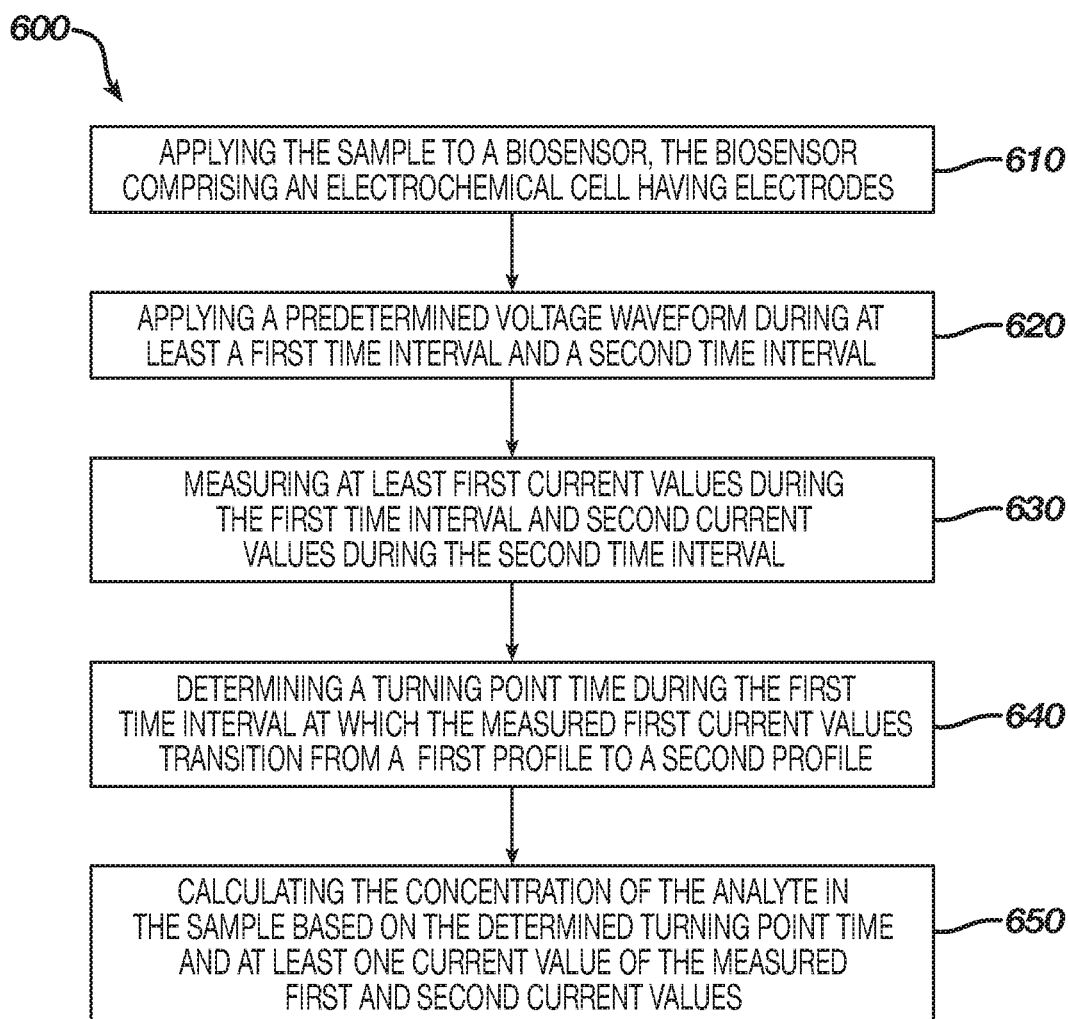 600
APPLYING THE SAMPLE TO A BIOSENSOR, THE BIOSENSOR
COMPRISING AN ELECTROCHEMICAL CELL HAVING ELECTRODES
610
APPLYING A PREDETERMINED VOLTAGE WAVEFORM DURING AT
LEAST A FIRST TIME INTERVAL AND A SECOND TIME INTERVAL
620
MEASURING AT LEAST FIRST CURRENT VALUES DURING
THE FIRST TIME INTERVAL AND SECOND CURRENT
VALUES DURING THE SECOND TIME INTERVAL
630
DETERMINING A TURNING POINT TIME DURING THE FIRST
TIME INTERVAL AT WHICH THE MEASURED FIRST CURRENT VALUES
TRANSITION FROM A FIRST PROFILE TO A SECOND PROFILE
640
CALCULATING THE CONCENTRATION OF THE ANALYTE IN
THE SAMPLE BASED ON THE DETERMINED TURNING POINT TIME
AND AT LEAST ONE CURRENT VALUE OF THE MEASURED
FIRST AND SECOND CURRENT VALUES
650